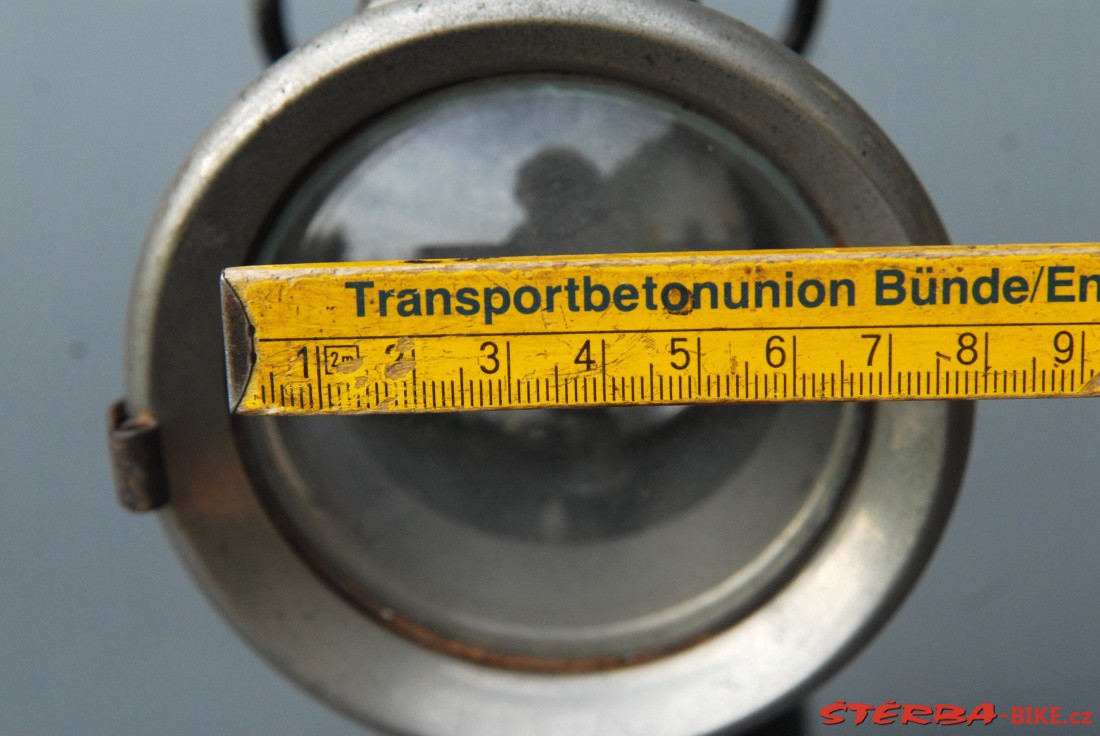 Transportbetonunion Bünde/En
1 2m 2 3 4 5 6 7 8 9
ŠTĚRBA-BIKE.cz